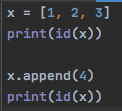 x = [1, 2, 3]
print(id(x))
x.append(4)
print(id(x))